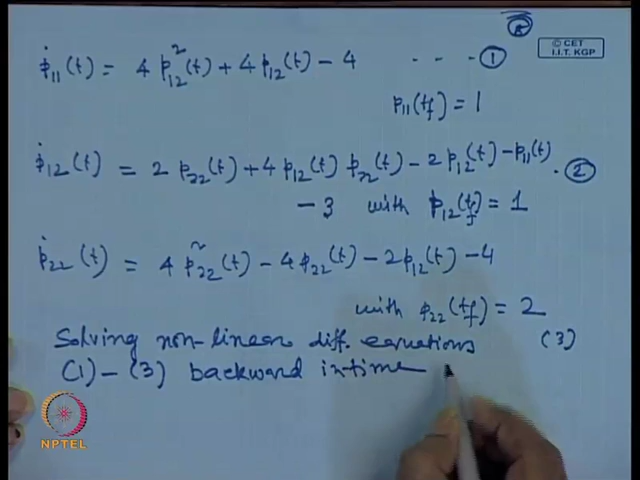 © CET
I.I.T. KGP
ṗ₁₁(t) = 4 p₁₂²(t) + 4 p₁₂(t) − 4 - - - ①
p₁₁(tf) = 1
ṗ₁₂(t) = 2 p₂₂(t) + 4 p₁₂(t) p₂₂(t) − 2 p₁₂(t) − p₁₁(t) . ②
− 3 with p₁₂(tf) = 1
ṗ₂₂(t) = 4 p₂₂²(t) − 4 p₂₂(t) − 2 p₁₂(t) − 4
with p₂₂(tf) = 2
Solving non-linear diff. equations (3)
(1) – (3) backward in time
NPTEL